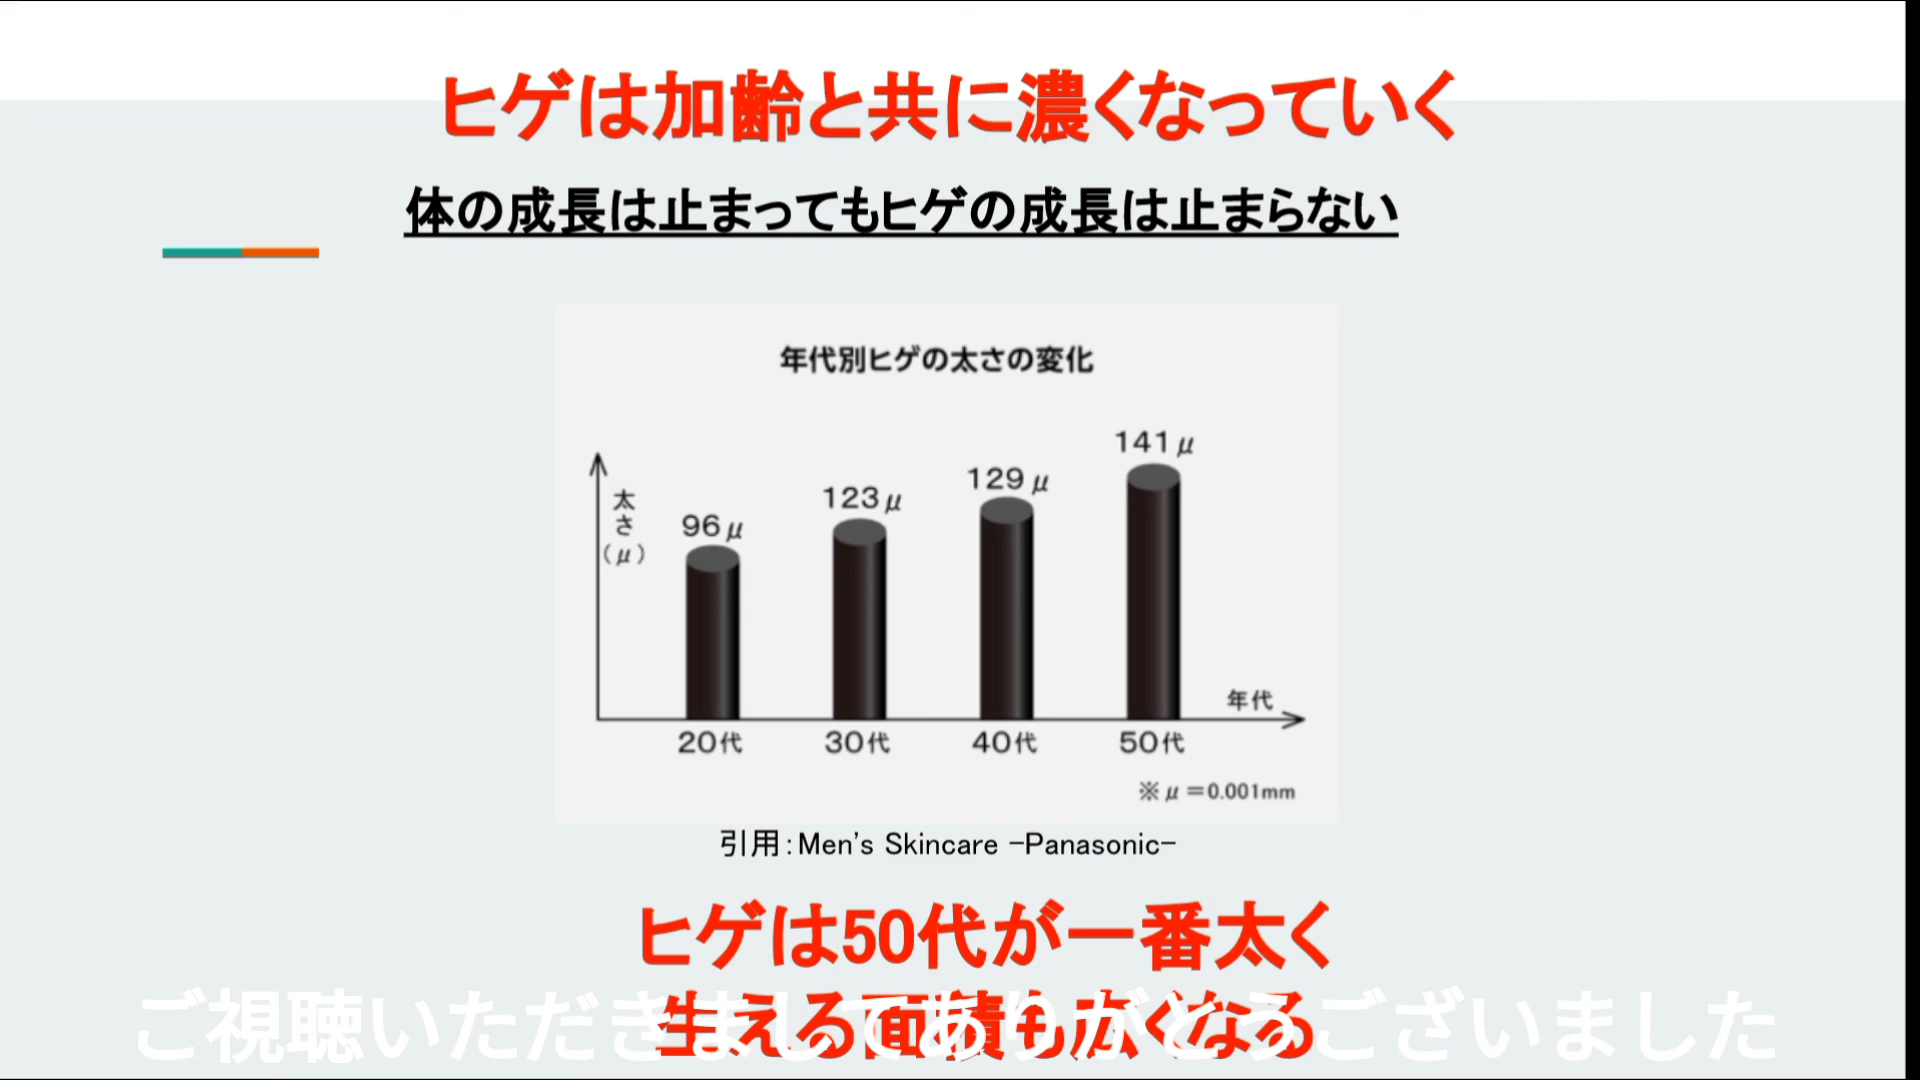 ヒゲは加齢と共に濃くなっていく
体の成長は止まってもヒゲの成長は止まらない
年代別ヒゲの太さの変化
太さ(μ)
96μ
123μ
129μ
141μ
年代
20代
30代
40代
50代
※μ=0.001mm
引用:Men's Skincare -Panasonic-
ヒゲは50代が一番太く
生える面積も広くなる
ご視聴いただきましてありがとうございました